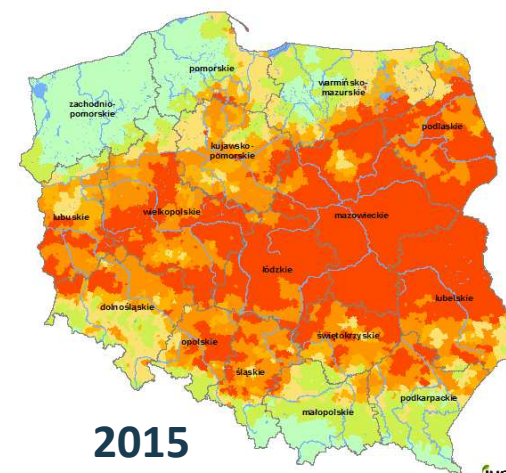 pomorskie
warmińsko-
mazurskie
zachodnio-
pomorskie
podlaskie
kujawsko-
pomorskie
lubuskie
wielkopolskie
mazowieckie
łódzkie
dolnośląskie
lubelskie
opolskie
świętokrzyskie
śląskie
małopolskie
podkarpackie
2015